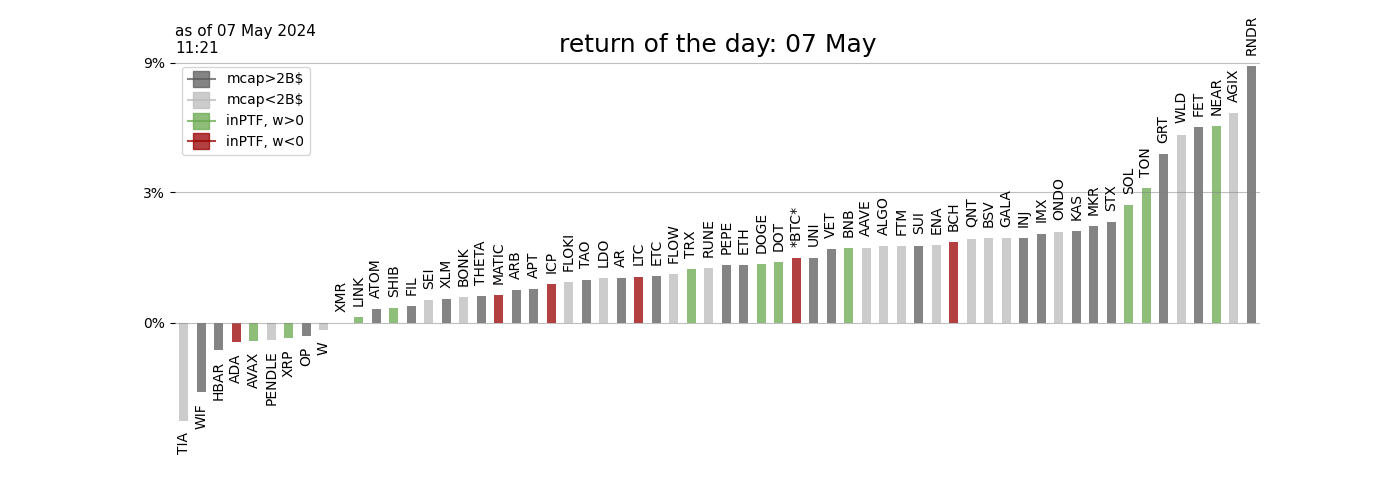 as of 07 May 2024
11:21
return of the day: 07 May
9%
3%
0%
mcap>2B$
mcap<2B$
inPTF, w>0
inPTF, w<0
TIA
WIF
HBAR
ADA
AVAX
PENDLE
XRP
OP
W
XMR
LINK
ATOM
SHIB
FIL
SEI
XLM
BONK
THETA
MATIC
ARB
APT
ICP
FLOKI
TAO
LDO
AR
LTC
ETC
FLOW
TRX
RUNE
PEPE
ETH
DOGE
DOT
*BTC*
UNI
VET
BNB
AAVE
ALGO
FTM
SUI
ENA
BCH
QNT
BSV
GALA
INJ
IMX
ONDO
KAS
MKR
STX
SOL
TON
GRT
WLD
FET
NEAR
AGIX
RNDR